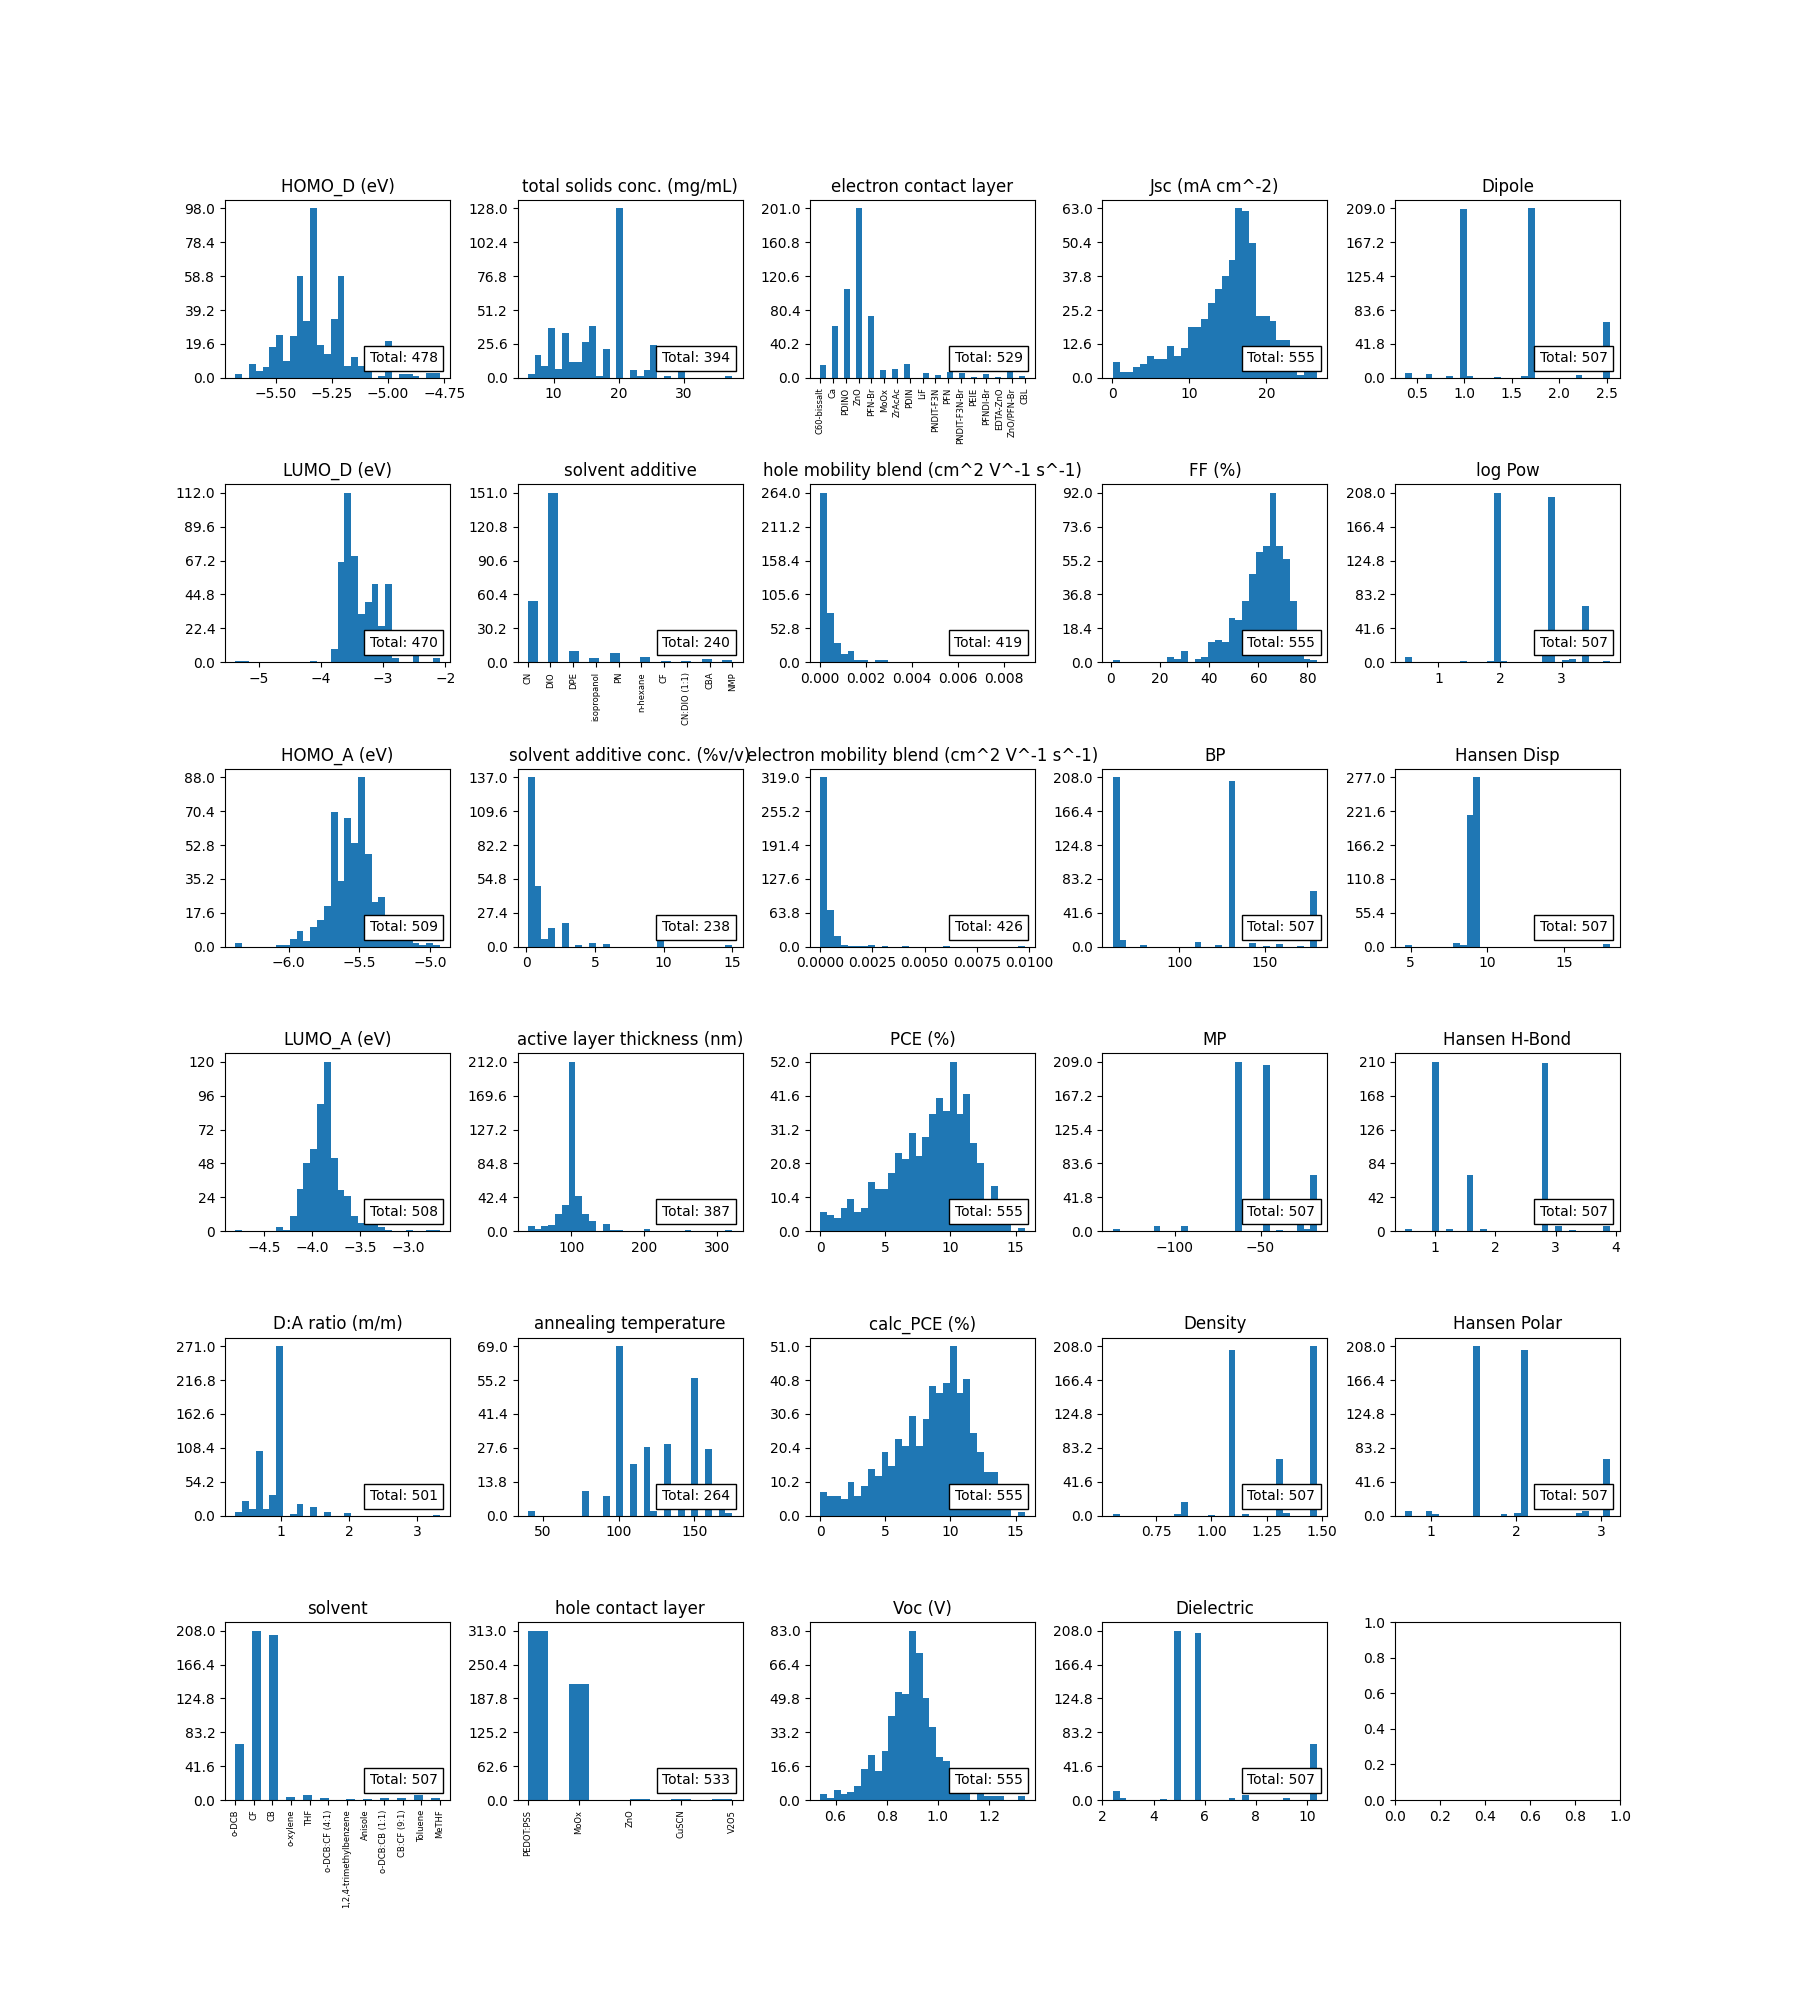 HOMO_D (eV)
98.0
78.4
58.8
39.2
19.6
0.0
Total: 478
−5.50 −5.25 −5.00 −4.75
total solids conc. (mg/mL)
128.0
102.4
76.8
51.2
25.6
0.0
Total: 394
10 20 30
electron contact layer
201.0
160.8
120.6
80.4
40.2
0.0
Total: 529
C60-bissalt
Ca
PDINO
ZnO
PFN-Br
MoOx
ZrAcAc
PDIN
LiF
PNDIT-F3N
PFN
PNDIT-F3N-Br
PEIE
PFNDI-Br
EDTA-ZnO
ZnO/PFN-Br
CBL
Jsc (mA cm^-2)
63.0
50.4
37.8
25.2
12.6
0.0
Total: 555
0 10 20
Dipole
209.0
167.2
125.4
83.6
41.8
0.0
Total: 507
0.5 1.0 1.5 2.0 2.5
LUMO_D (eV)
112.0
89.6
67.2
44.8
22.4
0.0
Total: 470
−5 −4 −3 −2
solvent additive
151.0
120.8
90.6
60.4
30.2
0.0
Total: 240
CN
DIO
DPE
isopropanol
PN
n-hexane
CF
CN:DIO (1:1)
CBA
NMP
hole mobility blend (cm^2 V^-1 s^-1)
264.0
211.2
158.4
105.6
52.8
0.0
Total: 419
0.000 0.002 0.004 0.006 0.008
FF (%)
92.0
73.6
55.2
36.8
18.4
0.0
Total: 555
0 20 40 60 80
log Pow
208.0
166.4
124.8
83.2
41.6
0.0
Total: 507
1 2 3
HOMO_A (eV)
88.0
70.4
52.8
35.2
17.6
0.0
Total: 509
−6.0 −5.5 −5.0
solvent additive conc. (%v/v)
137.0
109.6
82.2
54.8
27.4
0.0
Total: 238
0 5 10 15
electron mobility blend (cm^2 V^-1 s^-1)
319.0
255.2
191.4
127.6
63.8
0.0
Total: 426
0.0000 0.0025 0.0050 0.0075 0.0100
BP
208.0
166.4
124.8
83.2
41.6
0.0
Total: 507
100 150
Hansen Disp
277.0
221.6
166.2
110.8
55.4
0.0
Total: 507
5 10 15
LUMO_A (eV)
120
96
72
48
24
0
Total: 508
−4.5 −4.0 −3.5 −3.0
active layer thickness (nm)
212.0
169.6
127.2
84.8
42.4
0.0
Total: 387
100 200 300
PCE (%)
52.0
41.6
31.2
20.8
10.4
0.0
Total: 555
0 5 10 15
MP
209.0
167.2
125.4
83.6
41.8
0.0
Total: 507
−100 −50
Hansen H-Bond
210
168
126
84
42
0
Total: 507
1 2 3 4
D:A ratio (m/m)
271.0
216.8
162.6
108.4
54.2
0.0
Total: 501
1 2 3
annealing temperature
69.0
55.2
41.4
27.6
13.8
0.0
Total: 264
50 100 150
calc_PCE (%)
51.0
40.8
30.6
20.4
10.2
0.0
Total: 555
0 5 10 15
Density
208.0
166.4
124.8
83.2
41.6
0.0
Total: 507
0.75 1.00 1.25 1.50
Hansen Polar
208.0
166.4
124.8
83.2
41.6
0.0
Total: 507
1 2 3
solvent
208.0
166.4
124.8
83.2
41.6
0.0
Total: 507
o-DCB
CF
CB
o-xylene
THF
o-DCB:CF (4:1)
1,2,4-trimethylbenzene
Anisole
o-DCB:CB (1:1)
CB:CF (9:1)
Toluene
MeTHF
hole contact layer
313.0
250.4
187.8
125.2
62.6
0.0
Total: 533
PEDOT:PSS
MoOx
ZnO
CuSCN
V2O5
Voc (V)
83.0
66.4
49.8
33.2
16.6
0.0
Total: 555
0.6 0.8 1.0 1.2
Dielectric
208.0
166.4
124.8
83.2
41.6
0.0
Total: 507
2 4 6 8 10
1.0
0.8
0.6
0.4
0.2
0.0
0.0 0.2 0.4 0.6 0.8 1.0